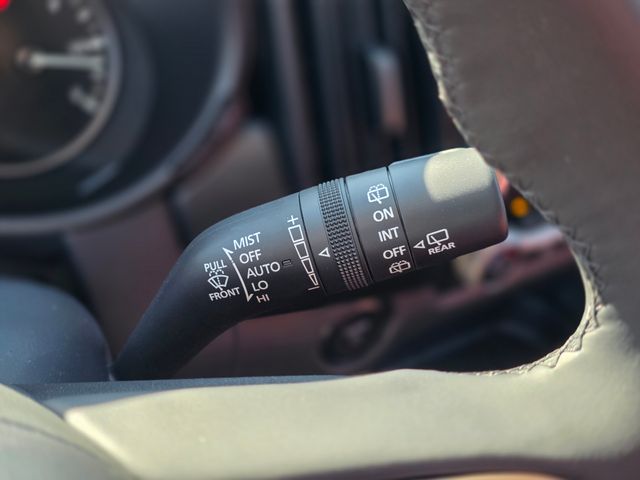 PULL
FRONT
MIST
OFF
AUTO
LO
HI
+
−
ON
INT
OFF
REAR